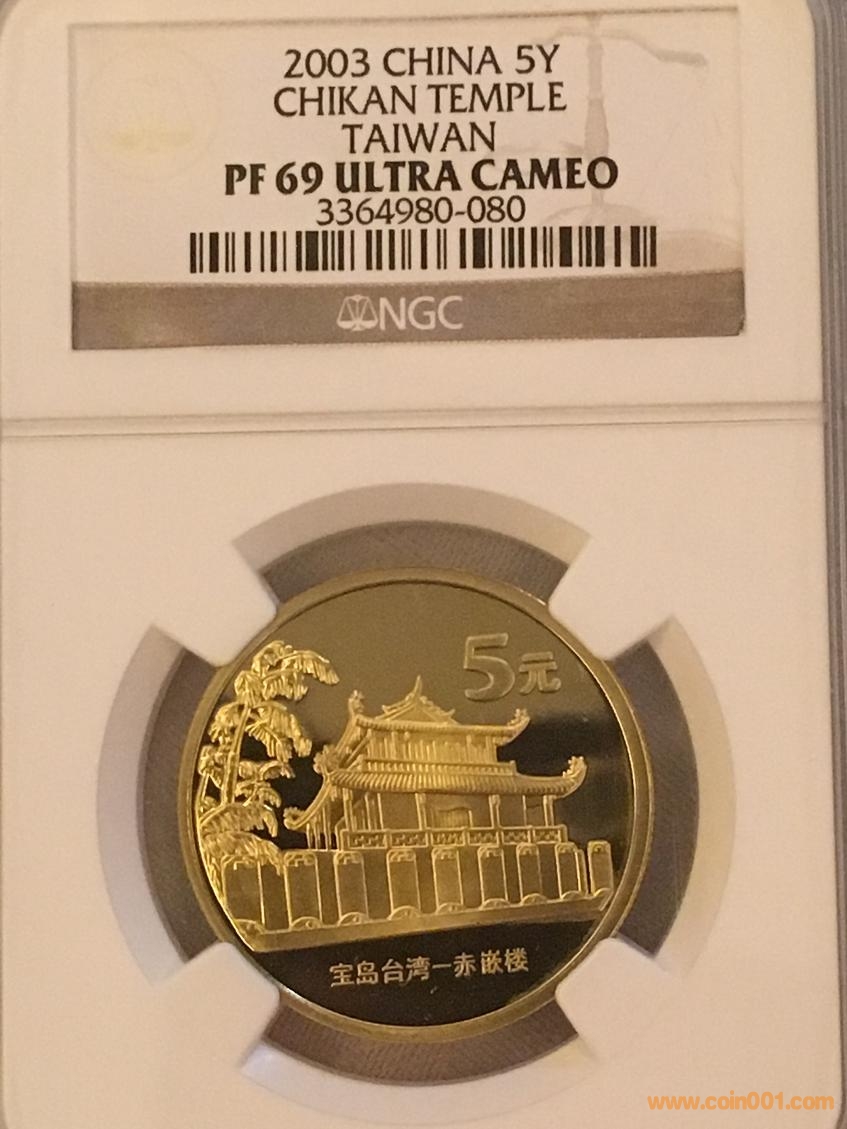 2003 CHINA 5Y
CHIKAN TEMPLE
TAIWAN
PF 69 ULTRA CAMEO
3364980-080
NGC
5元
宝岛台湾—赤嵌楼
www.coin001.com